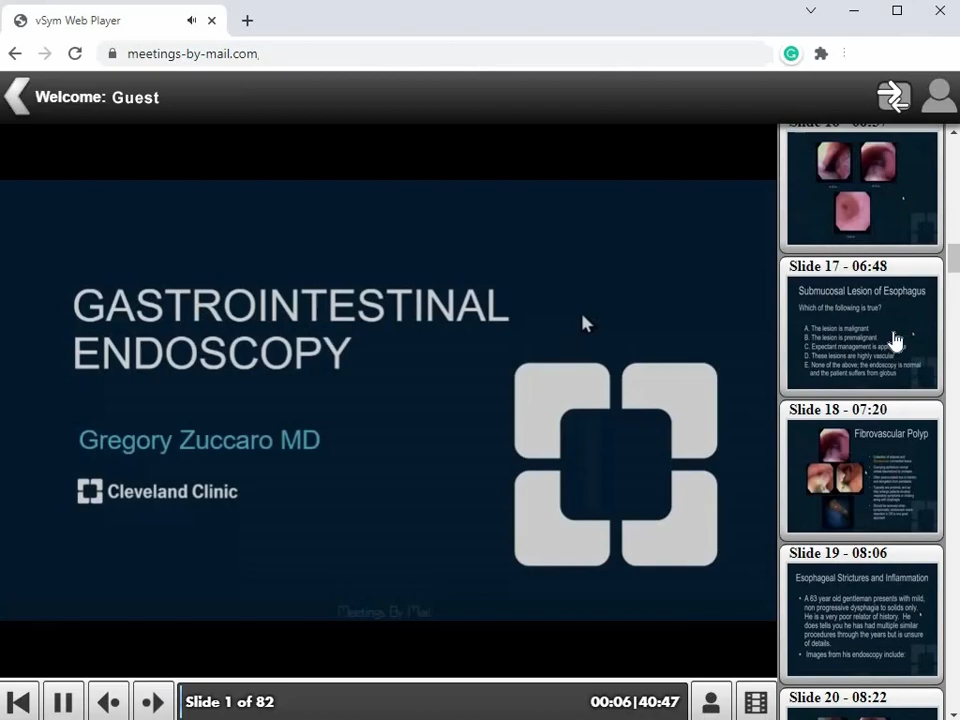 vSym Web Player
meetings-by-mail.com
Welcome: Guest
GASTROINTESTINAL
ENDOSCOPY
Gregory Zuccaro MD
Cleveland Clinic
Meetings By Mail
Slide 17 - 06:48
Submucosal Lesion of Esophagus
Which of the following is true?
A. The lesion is malignant
B. The lesion is premalignant
C. Expectant management is
D. These lesions are highly vascular
E. None of the above; the endoscopy is normal
and the patient suffers from globus
Slide 18 - 07:20
Fibrovascular Polyp
Slide 19 - 08:06
Esophageal Strictures and Inflammation
• A 63 year old gentleman presents with mild,
non progressive dysphagia to solids only.
He is a very poor relator of history. He
does tells you he has had multiple similar
procedures through the years but is unsure
of details.
• Images from his endoscopy include:
Slide 20 - 08:22
Slide 1 of 82
00:06|40:47